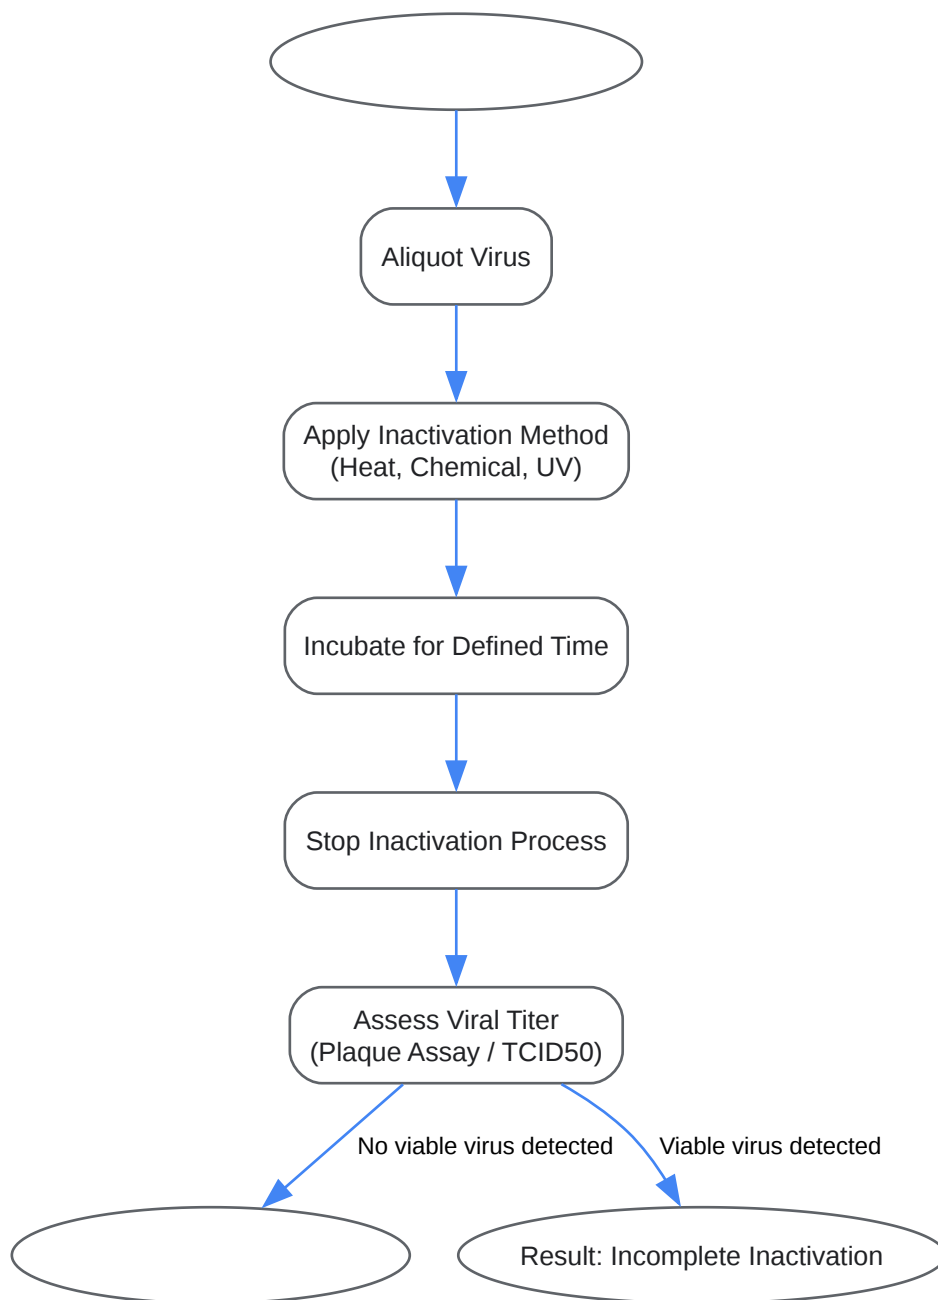 Aliquot Virus
Apply Inactivation Method
(Heat, Chemical, UV)
Incubate for Defined Time
Stop Inactivation Process
Assess Viral Titer
(Plaque Assay / TCID50)
No viable virus detected
Viable virus detected
Result: Incomplete Inactivation